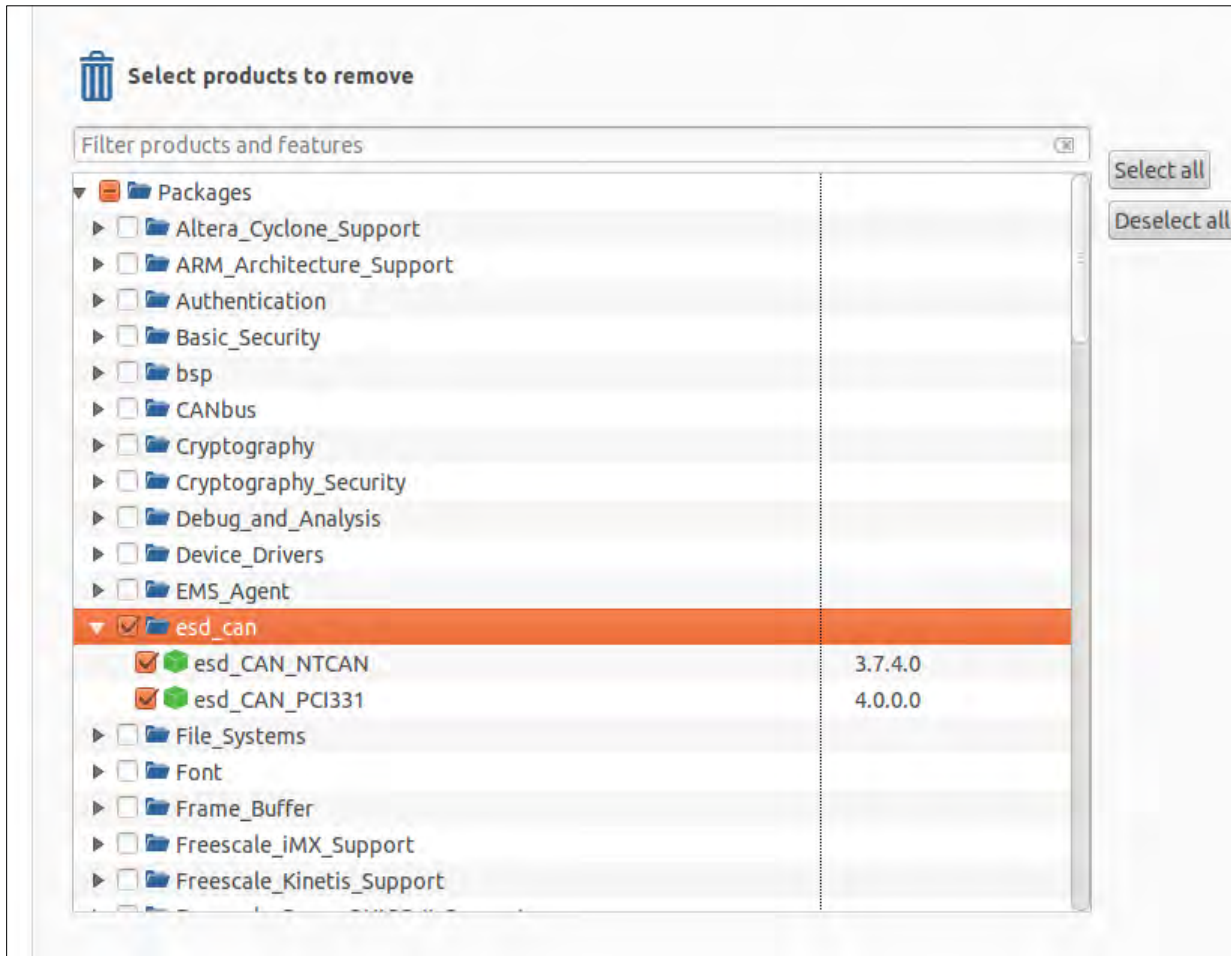 Select products to remove
Filter products and features
Select all
Deselect all
Packages
Altera_Cyclone_Support
ARM_Architecture_Support
Authentication
Basic_Security
bsp
CANbus
Cryptography
Cryptography_Security
Debug_and_Analysis
Device_Drivers
EMS_Agent
esd_can
esd_CAN_NTCAN 3.7.4.0
esd_CAN_PCI331 4.0.0.0
File_Systems
Font
Frame_Buffer
Freescale_iMX_Support
Freescale_Kinetis_Support